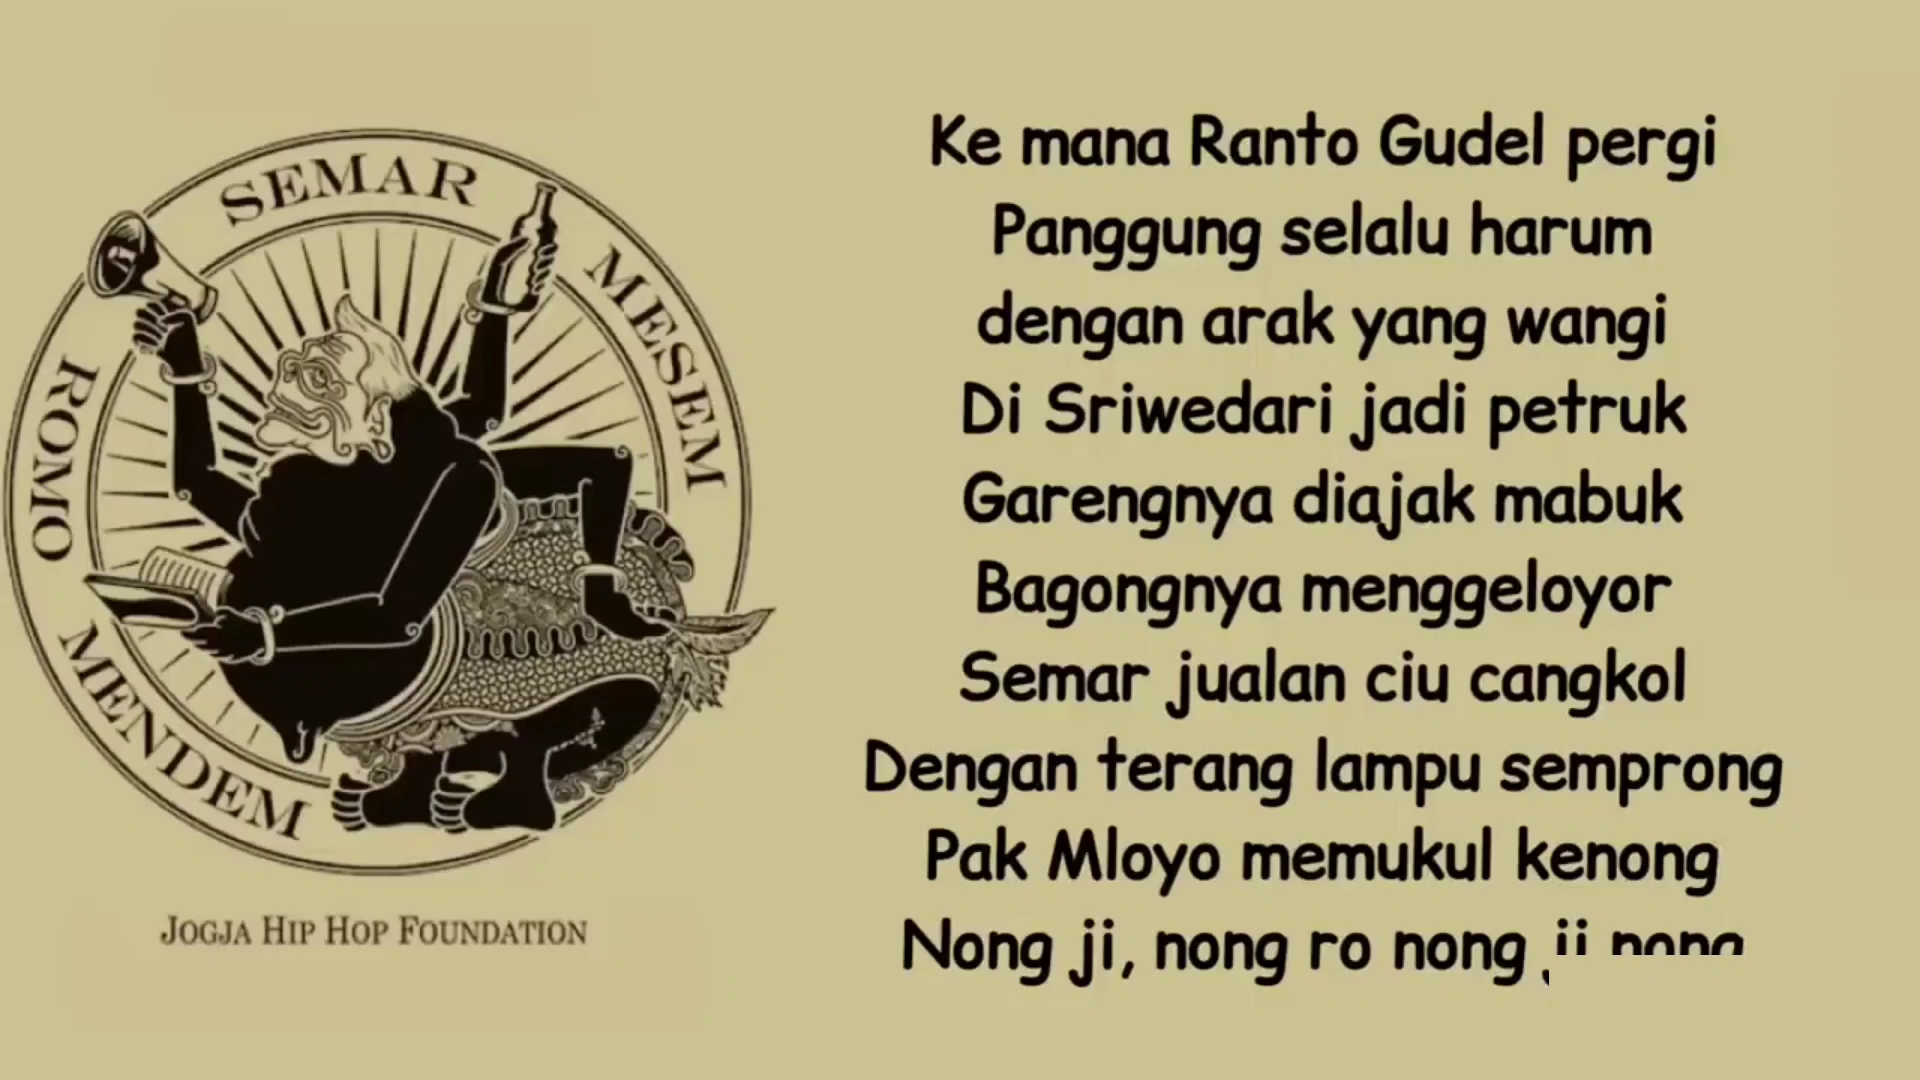 SEMAR
MESEM
ROMO
MENDEM
JOGJA HIP HOP FOUNDATION
Ke mana Ranto Gudel pergi
Panggung selalu harum
dengan arak yang wangi
Di Sriwedari jadi petruk
Garengnya diajak mabuk
Bagongnya menggeloyor
Semar jualan ciu cangkol
Dengan terang lampu semprong
Pak Mloyo memukul kenong
Nong ji, nong ro nong ji nong